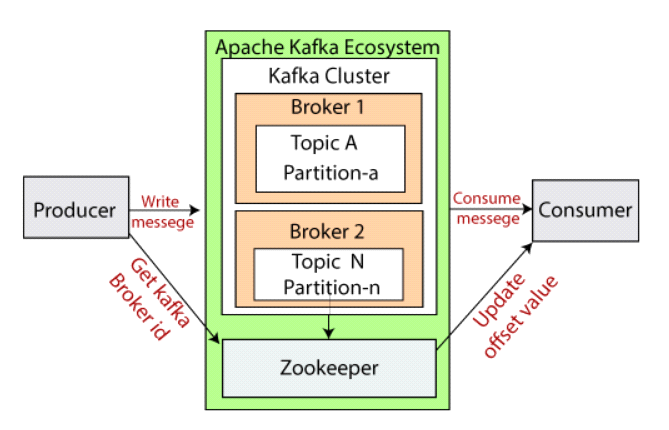 Apache Kafka Ecosystem
Kafka Cluster
Broker 1
Topic A
Partition-a
Producer
Write
messege
Consume
messege
Consumer
Broker 2
Topic N
Partition-n
Get kafka
Broker id
Update
offset value
Zookeeper